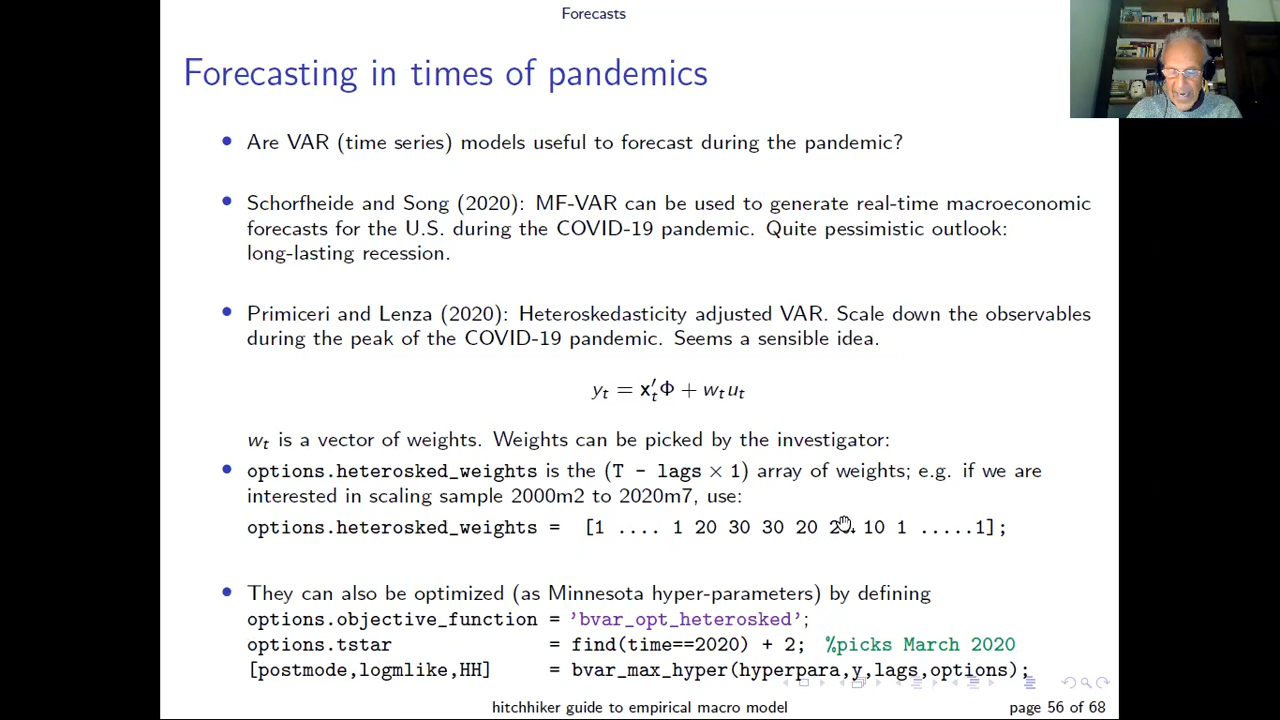 Forecasts
Forecasting in times of pandemics
• Are VAR (time series) models useful to forecast during the pandemic?
• Schorfheide and Song (2020): MF-VAR can be used to generate real-time macroeconomic
forecasts for the U.S. during the COVID-19 pandemic. Quite pessimistic outlook:
long-lasting recession.
• Primiceri and Lenza (2020): Heteroskedasticity adjusted VAR. Scale down the observables
during the peak of the COVID-19 pandemic. Seems a sensible idea.
yₜ = x′ₜΦ + wₜuₜ
wₜ is a vector of weights. Weights can be picked by the investigator:
• options.heterosked_weights is the (T - lags × 1) array of weights; e.g. if we are
interested in scaling sample 2000m2 to 2020m7, use:
options.heterosked_weights = [1 .... 1 20 30 30 20 10 1 .....1];
• They can also be optimized (as Minnesota hyper-parameters) by defining
options.objective_function = 'bvar_opt_heterosked';
options.tstar = find(time==2020) + 2; %picks March 2020
[postmode,logmlike,HH] = bvar_max_hyper(hyperpara,y,lags,options);
hitchhiker guide to empirical macro model
page 56 of 68